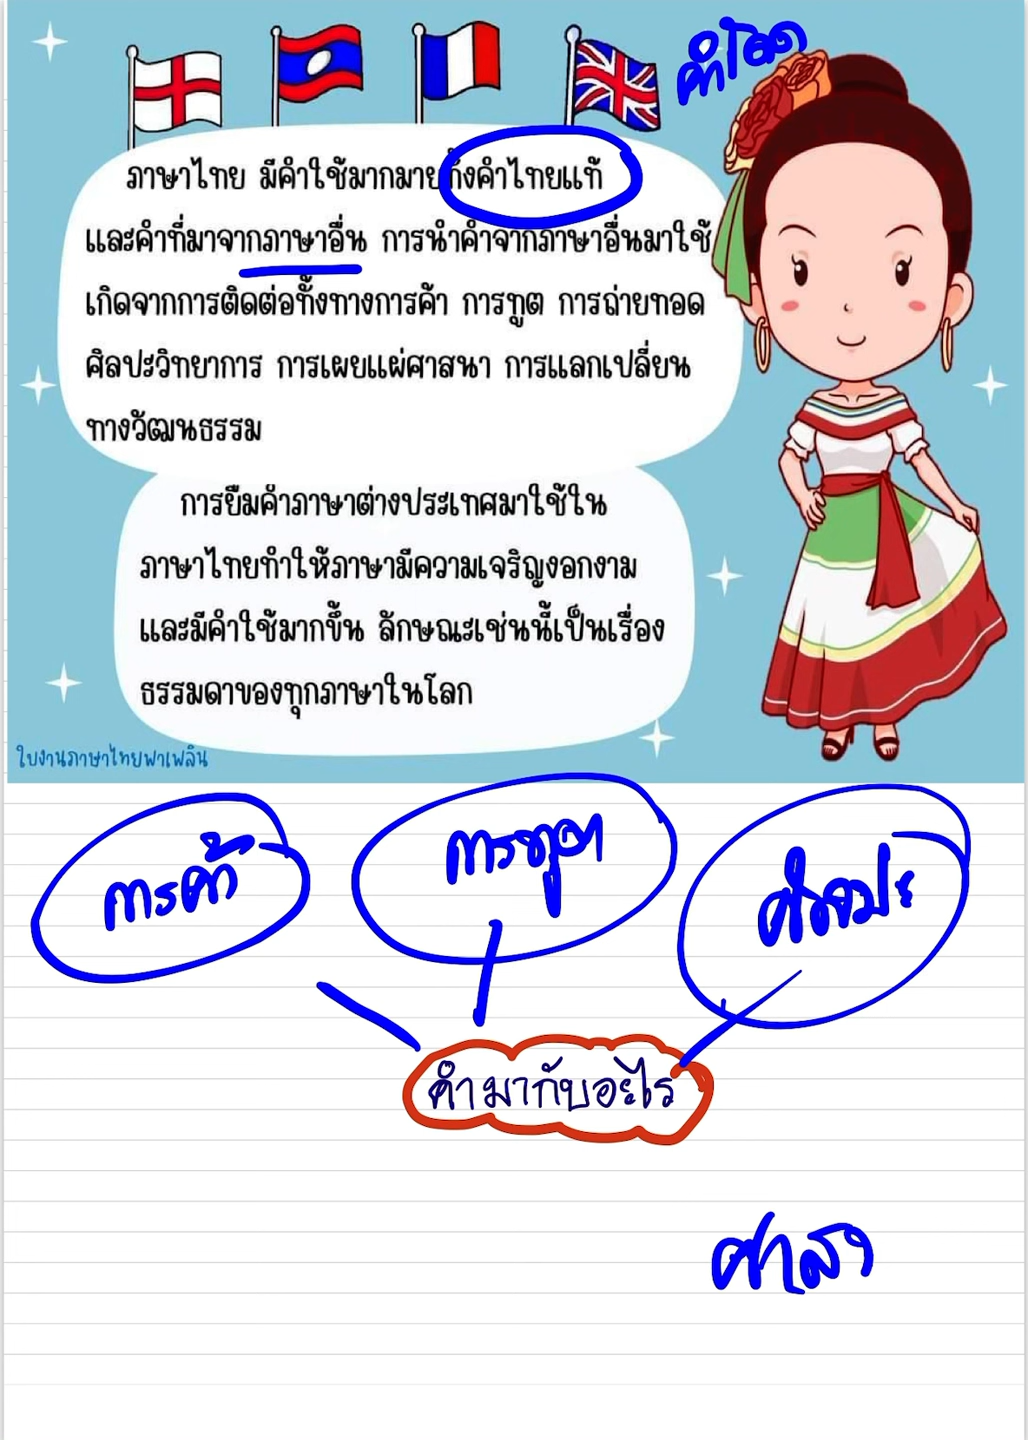 คำโดด
ภาษาไทย มีคำใช้มากมายทั้งคำไทยแท้
และคำที่มาจากภาษาอื่น การนำคำจากภาษาอื่นมาใช้
เกิดจากการติดต่อทั้งทางการค้า การทูต การถ่ายทอด
ศิลปะวิทยาการ การเผยแผ่ศาสนา การแลกเปลี่ยน
ทางวัฒนธรรม
การยืมคำภาษาต่างประเทศมาใช้ใน
ภาษาไทยทำให้ภาษามีความเจริญงอกงาม
และมีคำใช้มากขึ้น ลักษณะเช่นนี้เป็นเรื่อง
ธรรมดาของทุกภาษาในโลก
ใบงานภาษาไทยพาเพลิน
การค้า
การทูต
ศิลปะ
คำมากับอะไร